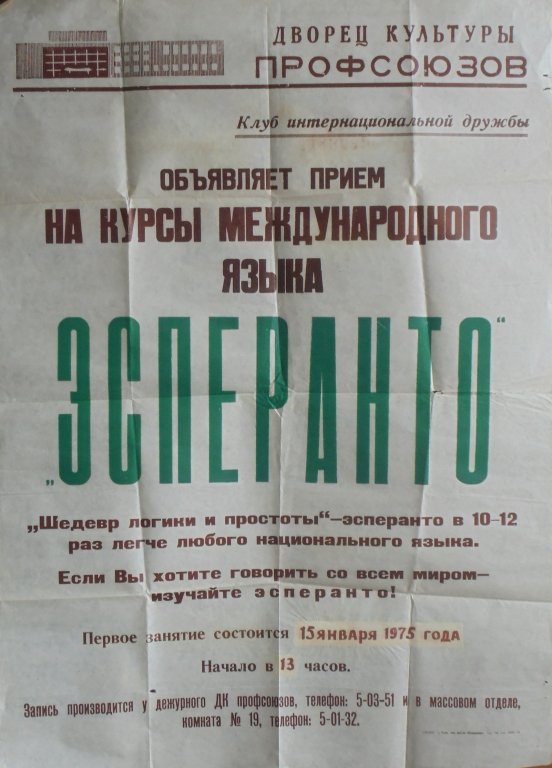 ДВОРЕЦ КУЛЬТУРЫ
ПРОФСОЮЗОВ
Клуб интернациональной дружбы
ОБЪЯВЛЯЕТ ПРИЕМ
НА КУРСЫ МЕЖДУНАРОДНОГО
ЯЗЫКА
„ЭСПЕРАНТО“
„Шедевр логики и простоты“—эсперанто в 10–12
раз легче любого национального языка.
Если Вы хотите говорить со всем миром—
изучайте эсперанто!
Первое занятие состоится 15 января 1975 ГОДА
Начало в 13 часов.
Запись производится у дежурного ДК профсоюзов, телефон: 5-03-51 и в массовом отделе,
комната № 19, телефон: 5-01-32.